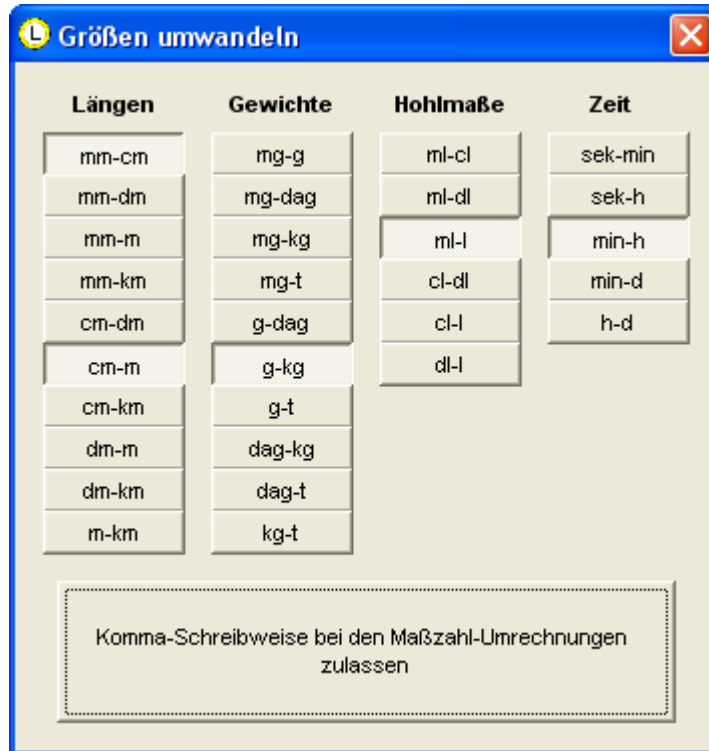 L Größen umwandeln
Längen Gewichte Hohlmaße Zeit
mm-cm mg-g ml-cl sek-min
mm-dm mg-dag ml-dl sek-h
mm-m mg-kg ml-l min-h
mm-km mg-t cl-dl min-d
cm-dm g-dag cl-l h-d
cm-m g-kg dl-l
cm-km g-t
dm-m dag-kg
dm-km dag-t
m-km kg-t
Komma-Schreibweise bei den Maßzahl-Umrechnungen
zulassen